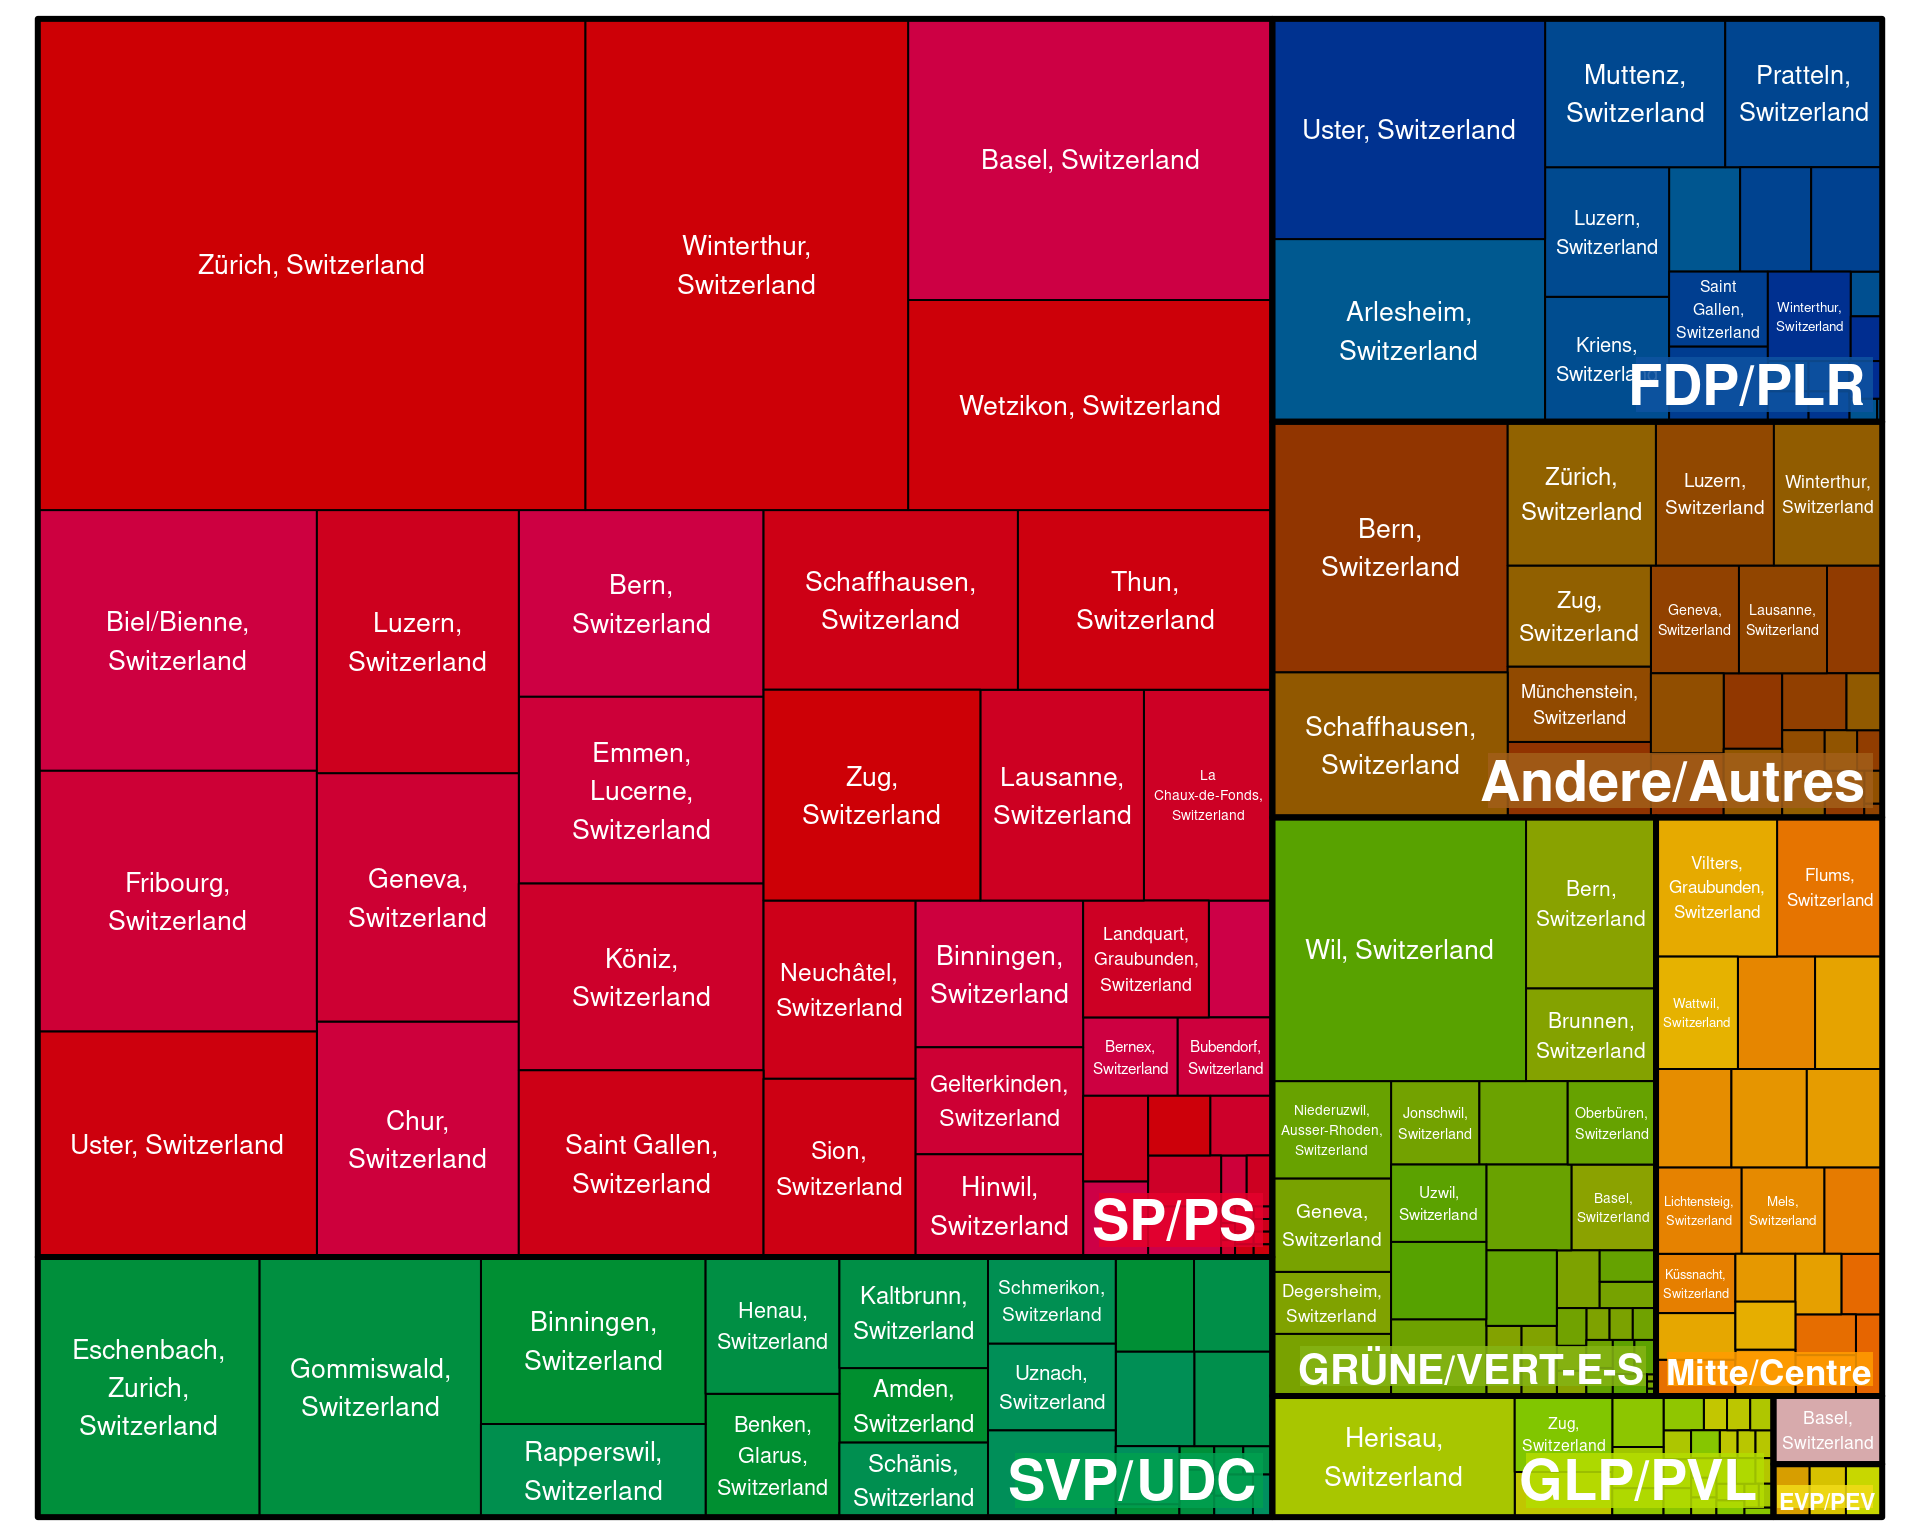 Zürich, Switzerland
Winterthur,
Switzerland
Basel, Switzerland
Wetzikon, Switzerland
Biel/Bienne,
Switzerland
Fribourg,
Switzerland
Uster, Switzerland
Luzern,
Switzerland
Geneva,
Switzerland
Chur,
Switzerland
Bern,
Switzerland
Emmen,
Lucerne,
Switzerland
Köniz,
Switzerland
Saint Gallen,
Switzerland
Schaffhausen,
Switzerland
Thun,
Switzerland
Zug,
Switzerland
Lausanne,
Switzerland
La
Chaux-de-Fonds,
Switzerland
Neuchâtel,
Switzerland
Sion,
Switzerland
Binningen,
Switzerland
Gelterkinden,
Switzerland
Hinwil,
Switzerland
Landquart,
Graubunden,
Switzerland
Bernex,
Switzerland
Bubendorf,
Switzerland
SP/PS
Eschenbach,
Zurich,
Switzerland
Gommiswald,
Switzerland
Binningen,
Switzerland
Rapperswil,
Switzerland
Henau,
Switzerland
Benken,
Glarus,
Switzerland
Kaltbrunn,
Switzerland
Amden,
Switzerland
Schänis,
Switzerland
Schmerikon,
Switzerland
Uznach,
Switzerland
SVP/UDC
Uster, Switzerland
Arlesheim,
Switzerland
Muttenz,
Switzerland
Pratteln,
Switzerland
Luzern,
Switzerland
Kriens,
Switzerland
Saint
Gallen,
Switzerland
Winterthur,
Switzerland
FDP/PLR
Bern,
Switzerland
Schaffhausen,
Switzerland
Zürich,
Switzerland
Luzern,
Switzerland
Winterthur,
Switzerland
Zug,
Switzerland
Geneva,
Switzerland
Lausanne,
Switzerland
Münchenstein,
Switzerland
Andere/Autres
Wil, Switzerland
Bern,
Switzerland
Brunnen,
Switzerland
Niederuzwil,
Ausser-Rhoden,
Switzerland
Jonschwil,
Switzerland
Oberbüren,
Switzerland
Geneva,
Switzerland
Uzwil,
Switzerland
Basel,
Switzerland
Degersheim,
Switzerland
GRÜNE/VERT-E-S
Vilters,
Graubunden,
Switzerland
Flums,
Switzerland
Wattwil,
Switzerland
Lichtensteig,
Switzerland
Mels,
Switzerland
Küssnacht,
Switzerland
Mitte/Centre
Herisau,
Switzerland
Zug,
Switzerland
GLP/PVL
Basel,
Switzerland
EVP/PEV